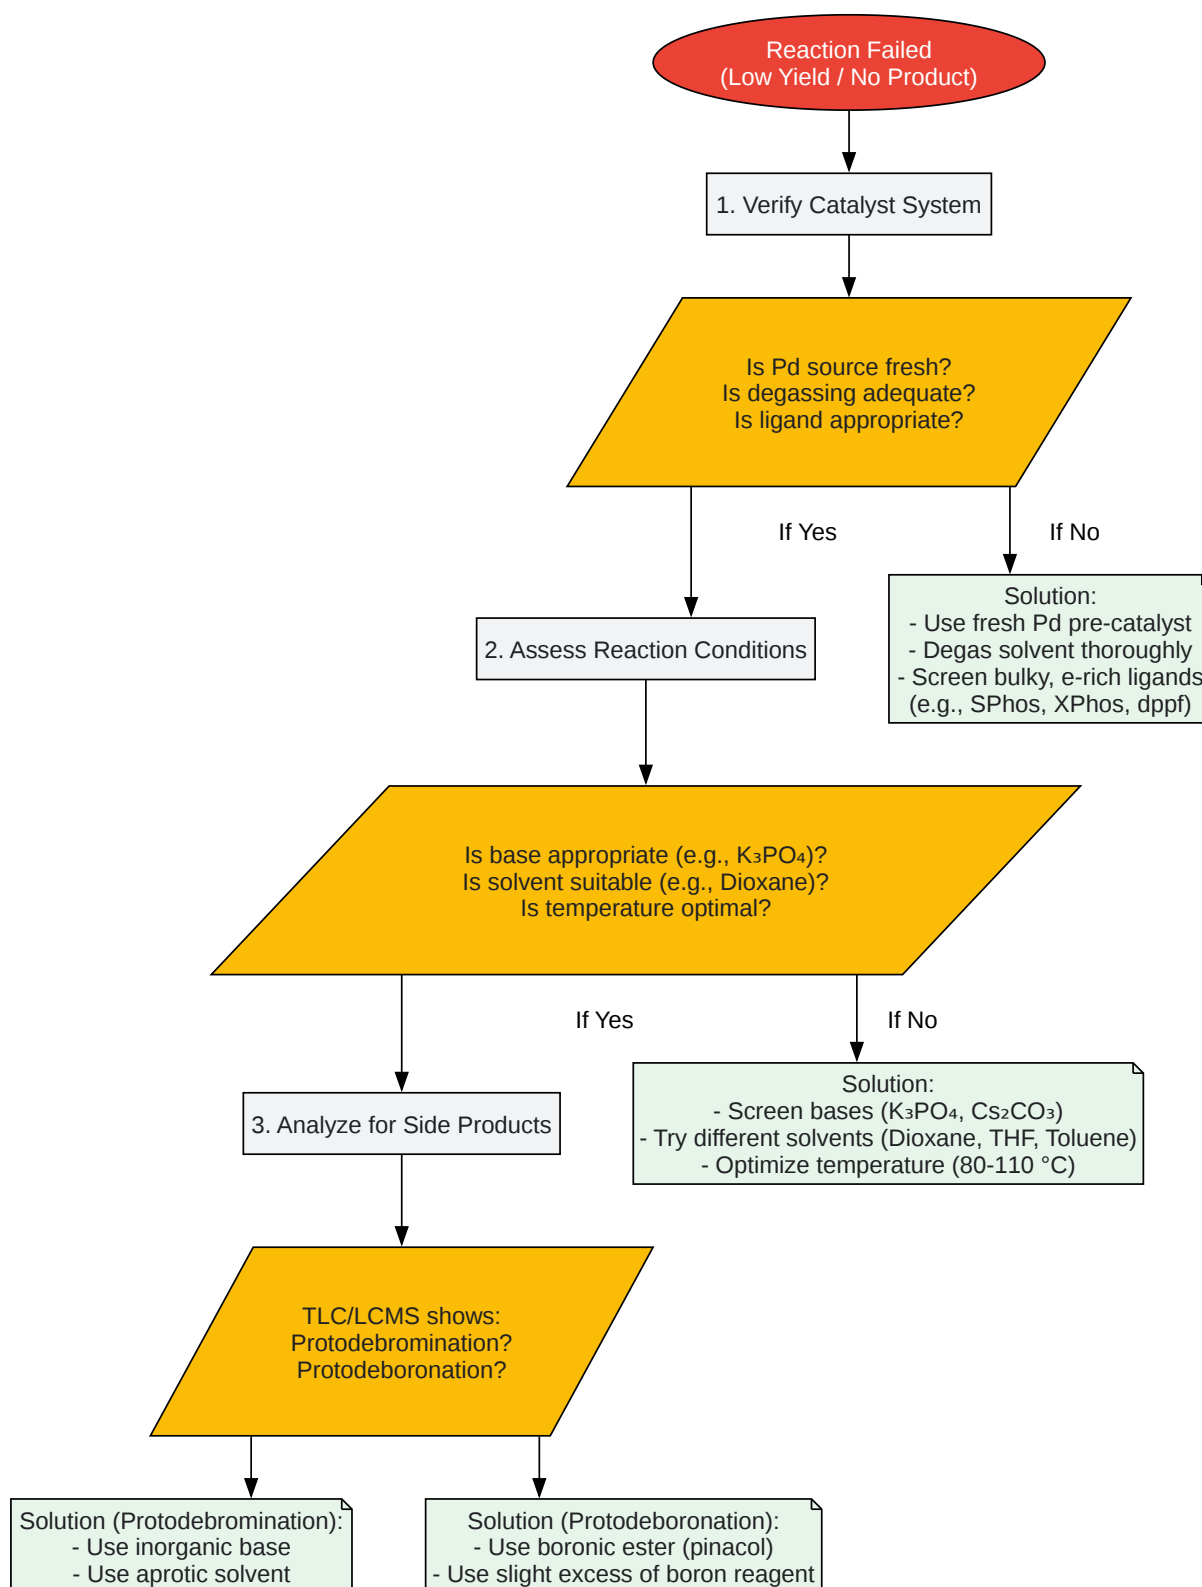 Reaction Failed
(Low Yield / No Product)
1. Verify Catalyst System
Is Pd source fresh?
Is degassing adequate?
Is ligand appropriate?
If Yes
If No
Solution:
- Use fresh Pd pre-catalyst
- Degas solvent thoroughly
- Screen bulky, e-rich ligands
(e.g., SPhos, XPhos, dppf)
2. Assess Reaction Conditions
Is base appropriate (e.g., K₃PO₄)?
Is solvent suitable (e.g., Dioxane)?
Is temperature optimal?
If Yes
If No
Solution:
- Screen bases (K₃PO₄, Cs₂CO₃)
- Try different solvents (Dioxane, THF, Toluene)
- Optimize temperature (80-110 °C)
3. Analyze for Side Products
TLC/LCMS shows:
Protodebromination?
Protodeboronation?
Solution (Protodebromination):
- Use inorganic base
- Use aprotic solvent
Solution (Protodeboronation):
- Use boronic ester (pinacol)
- Use slight excess of boron reagent